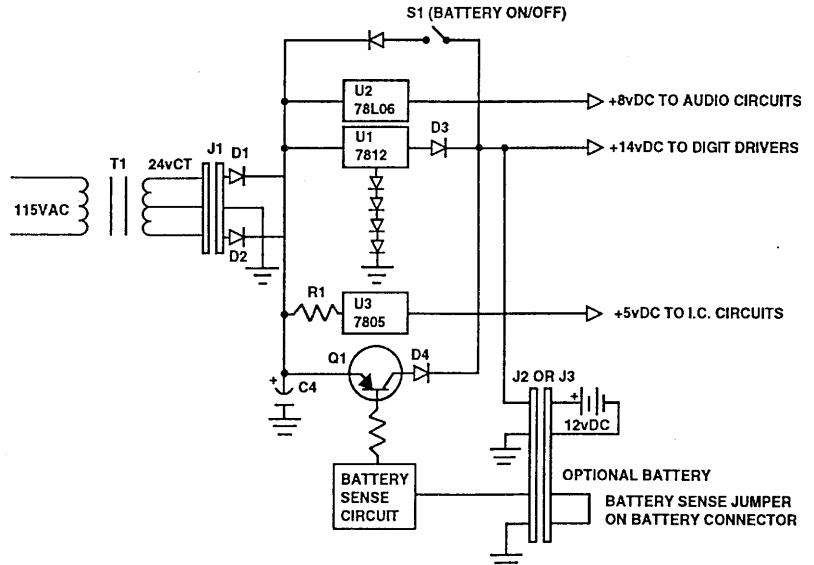 S1 (BATTERY ON/OFF)
U2
78L06
+8vDC TO AUDIO CIRCUITS
U1
7812
D3
+14vDC TO DIGIT DRIVERS
T1
24vCT
J1
D1
115VAC
D2
R1
U3
7805
+5vDC TO I.C. CIRCUITS
Q1
D4
+
C4
J2 OR J3
+
12vDC
BATTERY
SENSE
CIRCUIT
OPTIONAL BATTERY
BATTERY SENSE JUMPER
ON BATTERY CONNECTOR